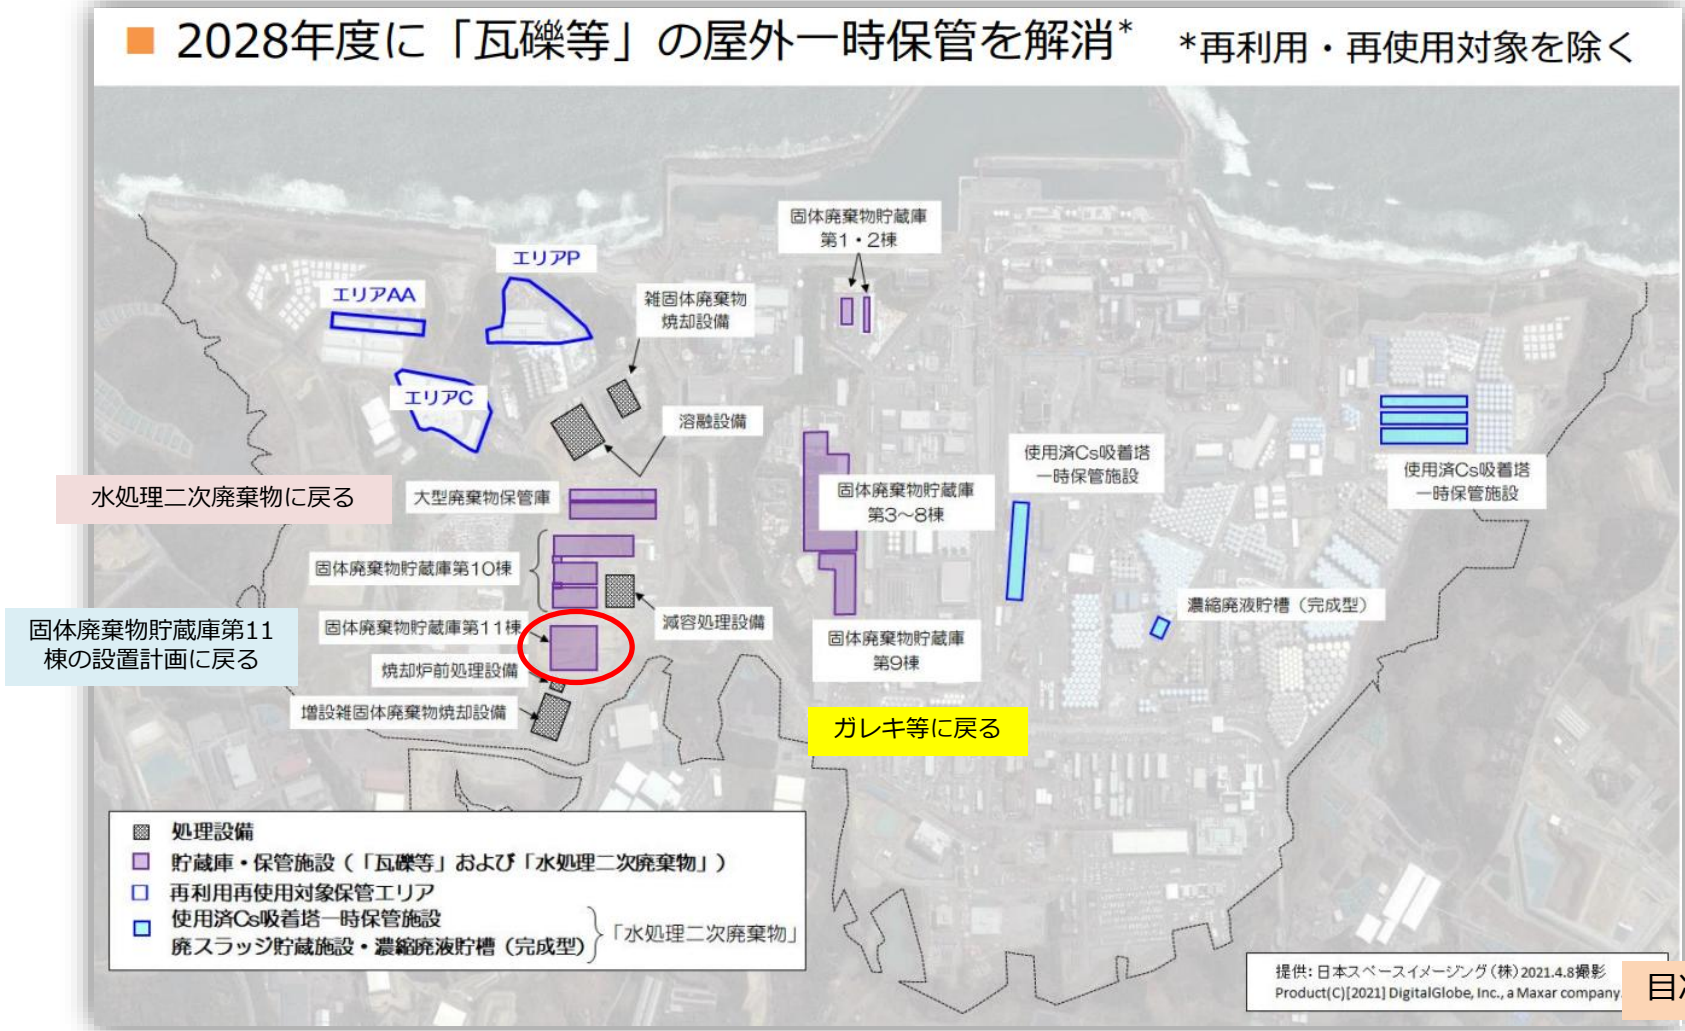 ■ 2028年度に「瓦礫等」の屋外一時保管を解消* *再利用・再使用対象を除く
固体廃棄物貯蔵庫
第1・2棟
エリアP
エリアAA
雑固体廃棄物
焼却設備
エリアC
溶融設備
使用済Cs吸着塔
一時保管施設
使用済Cs吸着塔
一時保管施設
水処理二次廃棄物に戻る
大型廃棄物保管庫
固体廃棄物貯蔵庫
第3～8棟
固体廃棄物貯蔵庫第10棟
濃縮廃液貯槽（完成型）
固体廃棄物貯蔵庫第11
棟の設置計画に戻る
固体廃棄物貯蔵庫第11棟
減容処理設備
固体廃棄物貯蔵庫
第9棟
焼却炉前処理設備
増設雑固体廃棄物焼却設備
ガレキ等に戻る
処理設備
貯蔵庫・保管施設（「瓦礫等」および「水処理二次廃棄物」）
再利用再使用対象保管エリア
使用済Cs吸着塔一時保管施設
廃スラッジ貯蔵施設・濃縮廃液貯槽（完成型）
「水処理二次廃棄物」
提供：日本スペースイメージング（株）2021.4.8撮影
Product(C)[2021] DigitalGlobe, Inc., a Maxar company.
目